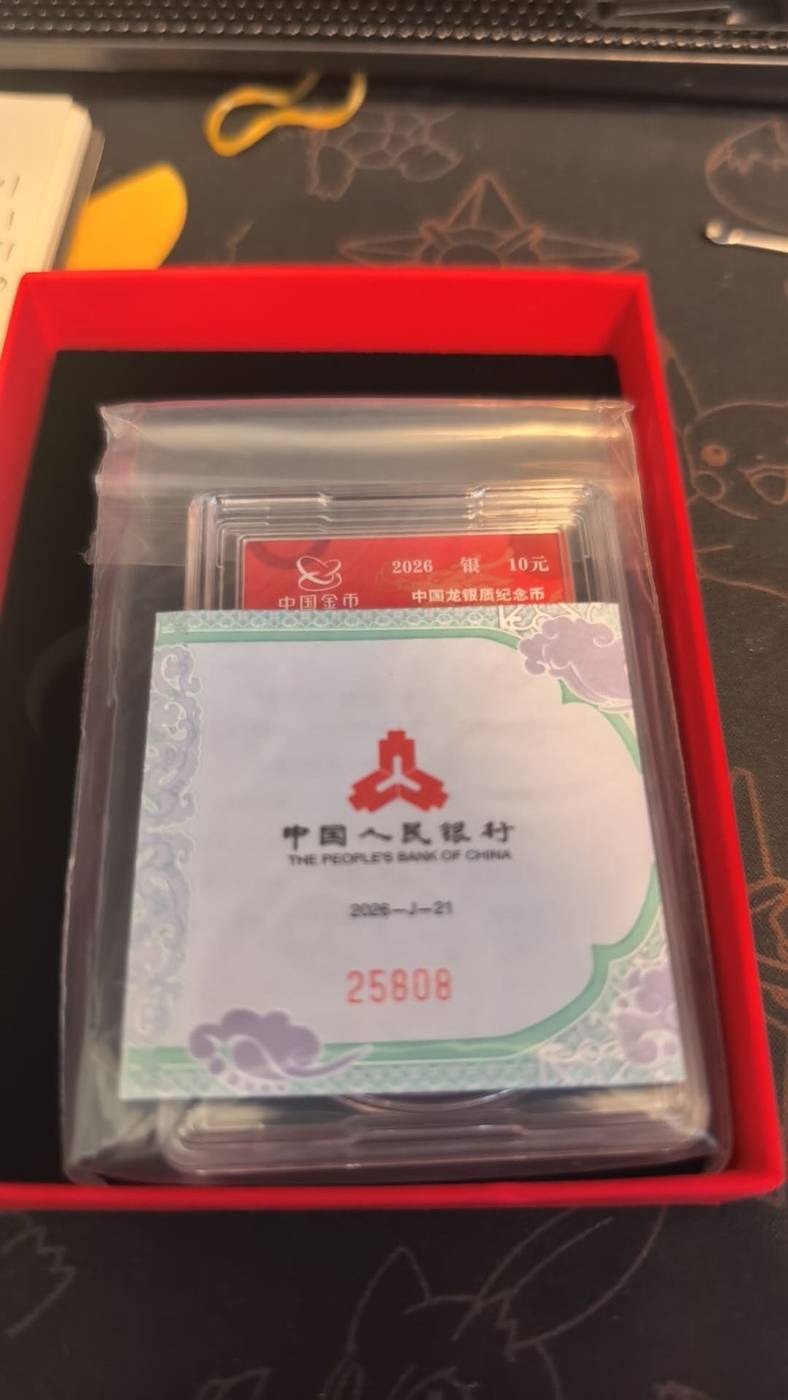 2026 银 10元
中国金币
中国龙银质纪念币
中国人民银行
THE PEOPLE'S BANK OF CHINA
2026—J—21
25808